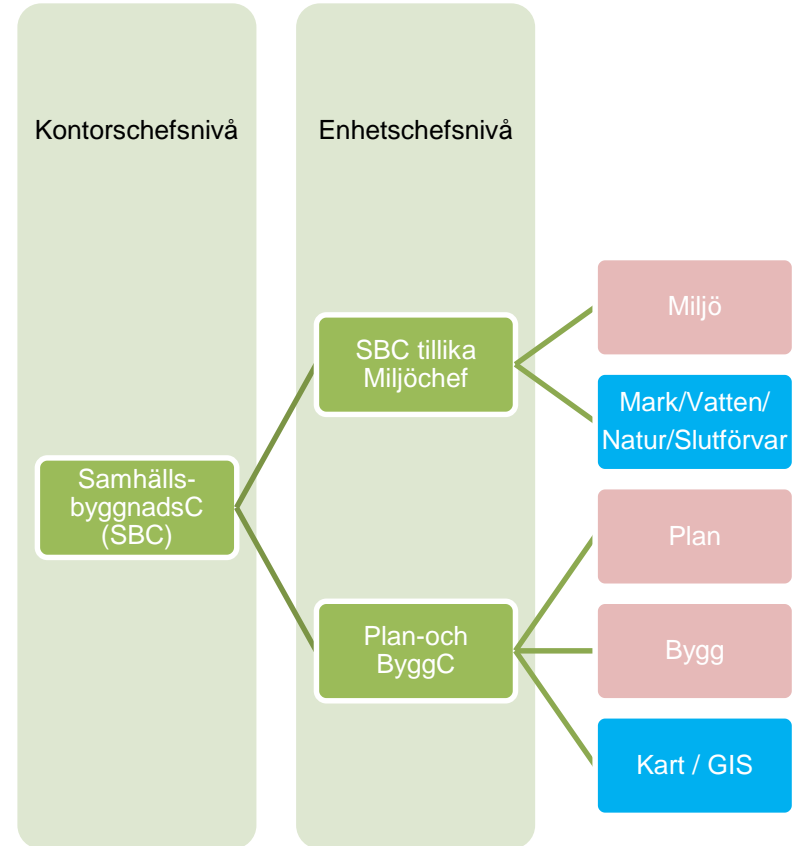 Kontorschefsnivå
Enhetschefsnivå
Samhälls-
byggnadsC
(SBC)
SBC tillika
Miljöchef
Plan-och
ByggC
Miljö
Mark/Vatten/
Natur/Slutförvar
Plan
Bygg
Kart / GIS